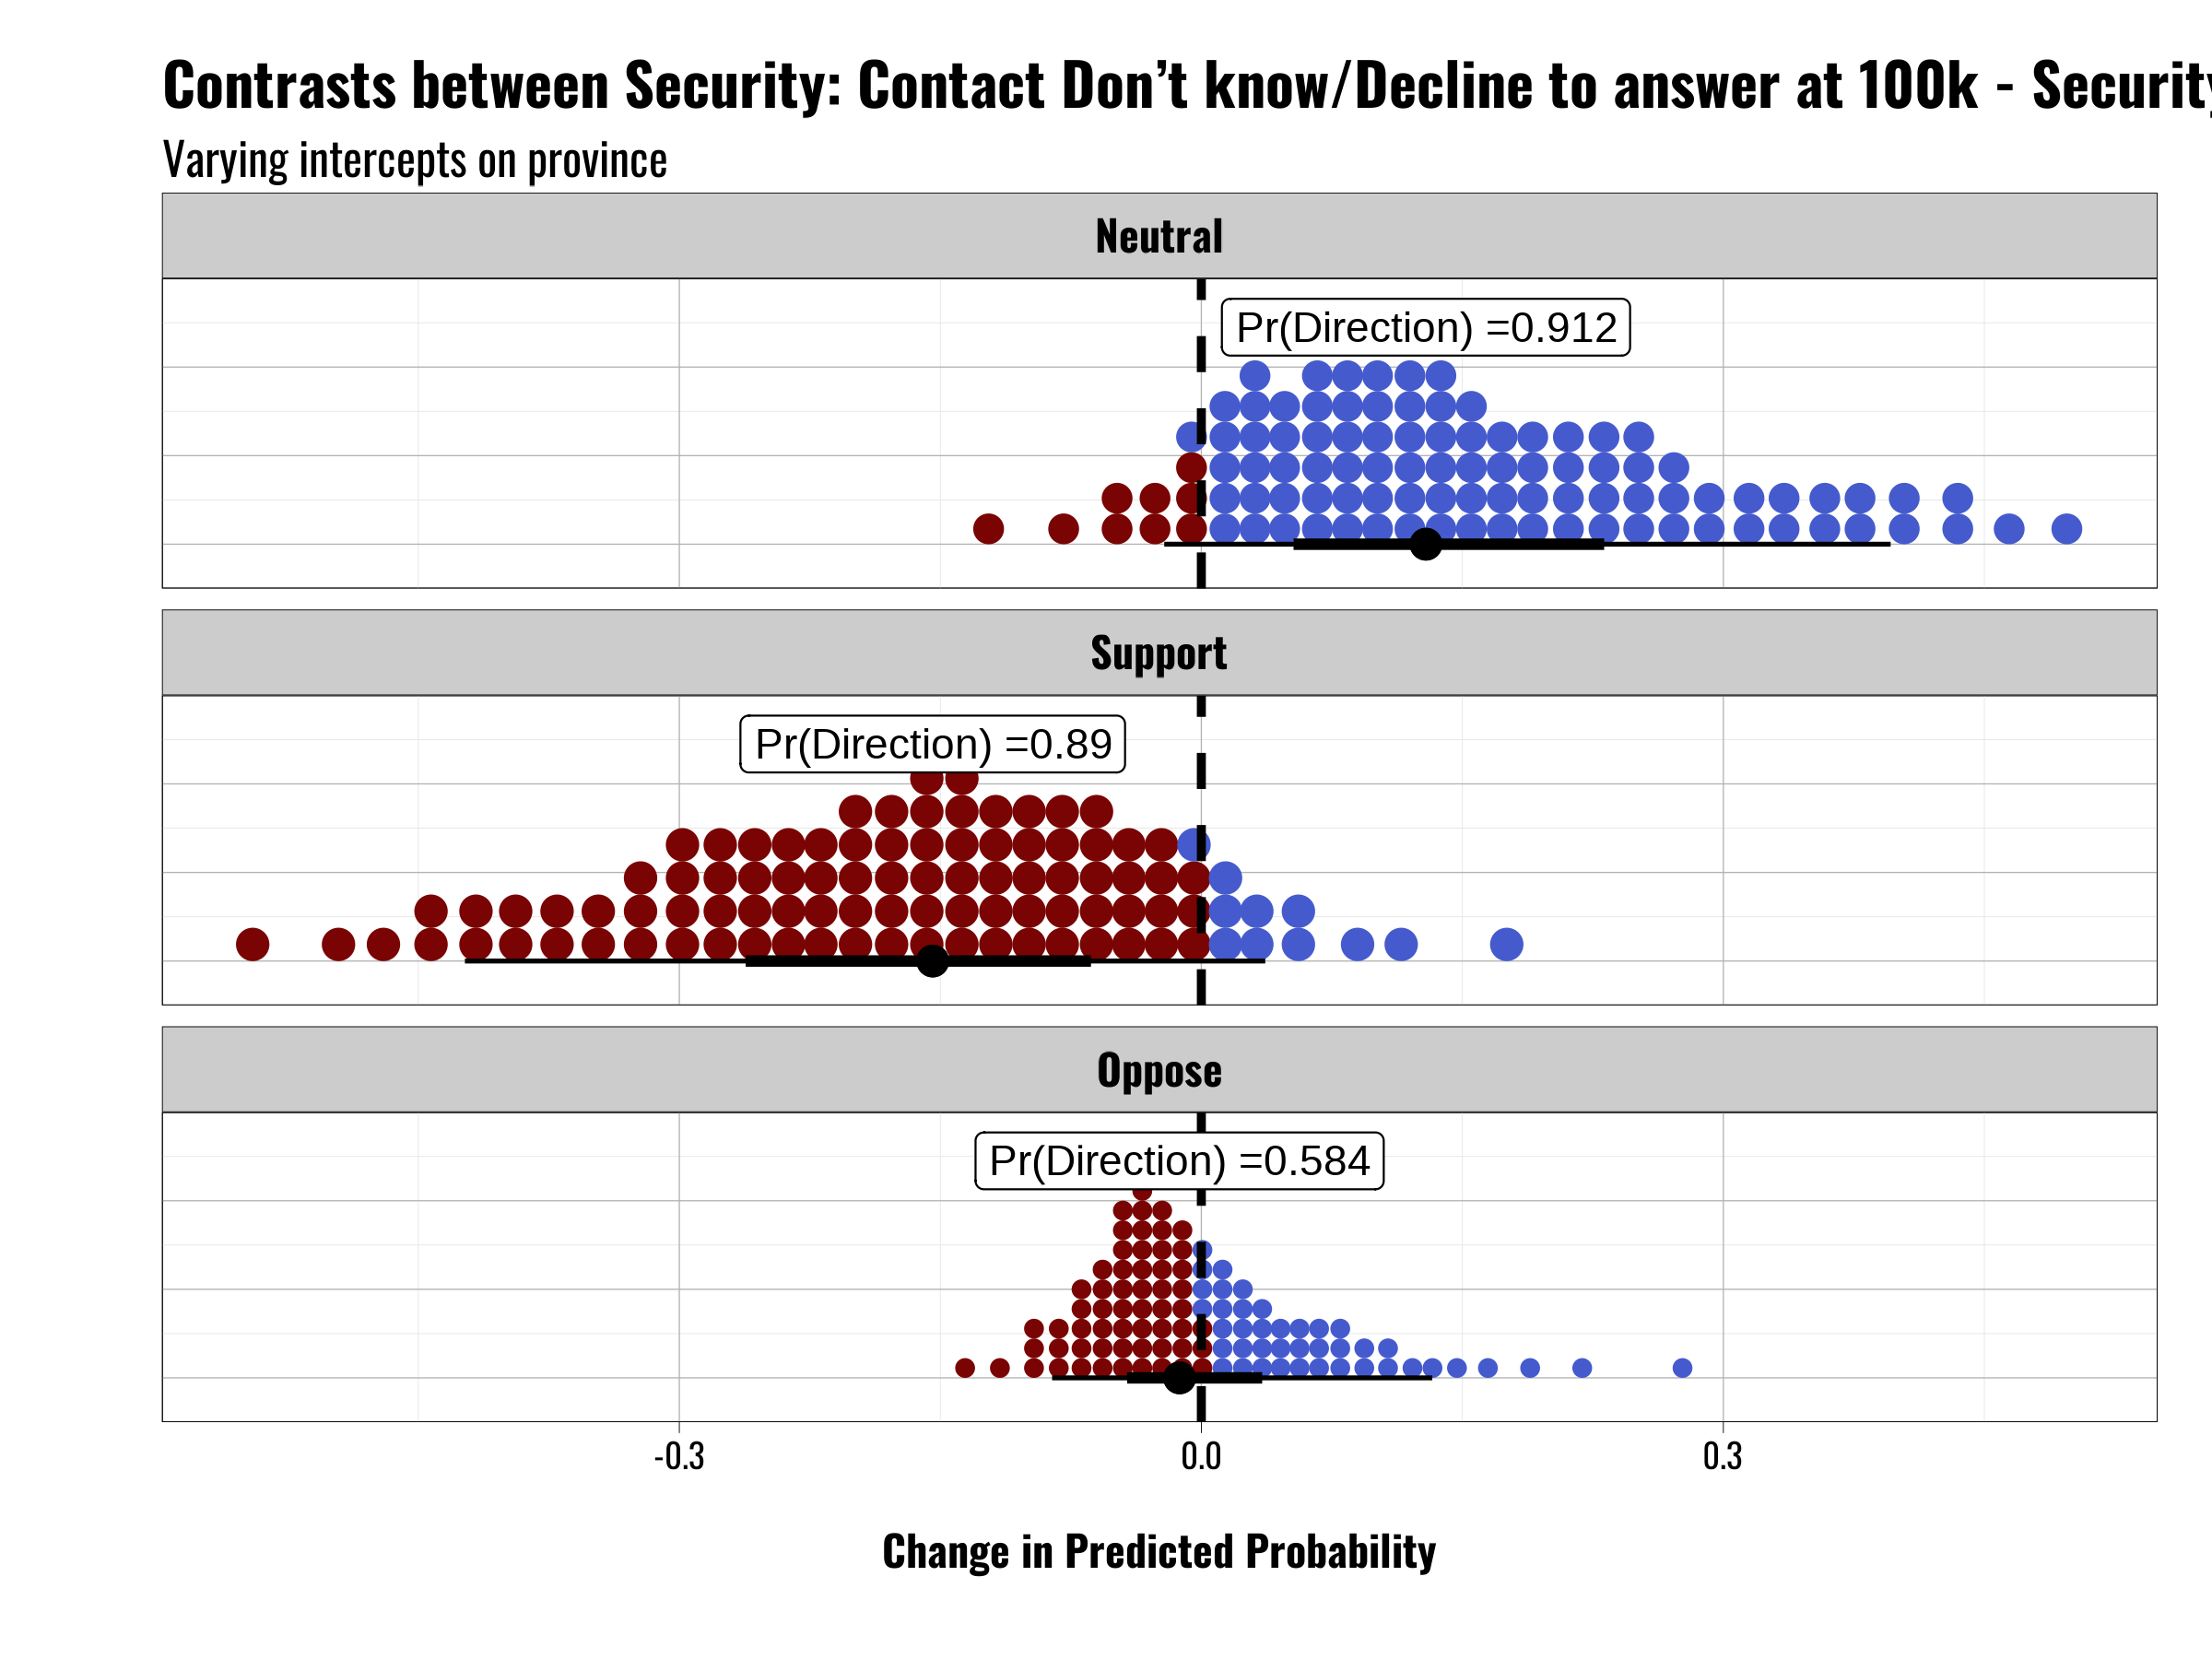 Contrasts between Security: Contact Don’t know/Decline to answer at 100k - Security
Varying intercepts on province
Neutral
Pr(Direction) =0.912
Support
Pr(Direction) =0.89
Oppose
Pr(Direction) =0.584
-0.3 0.0 0.3
Change in Predicted Probability